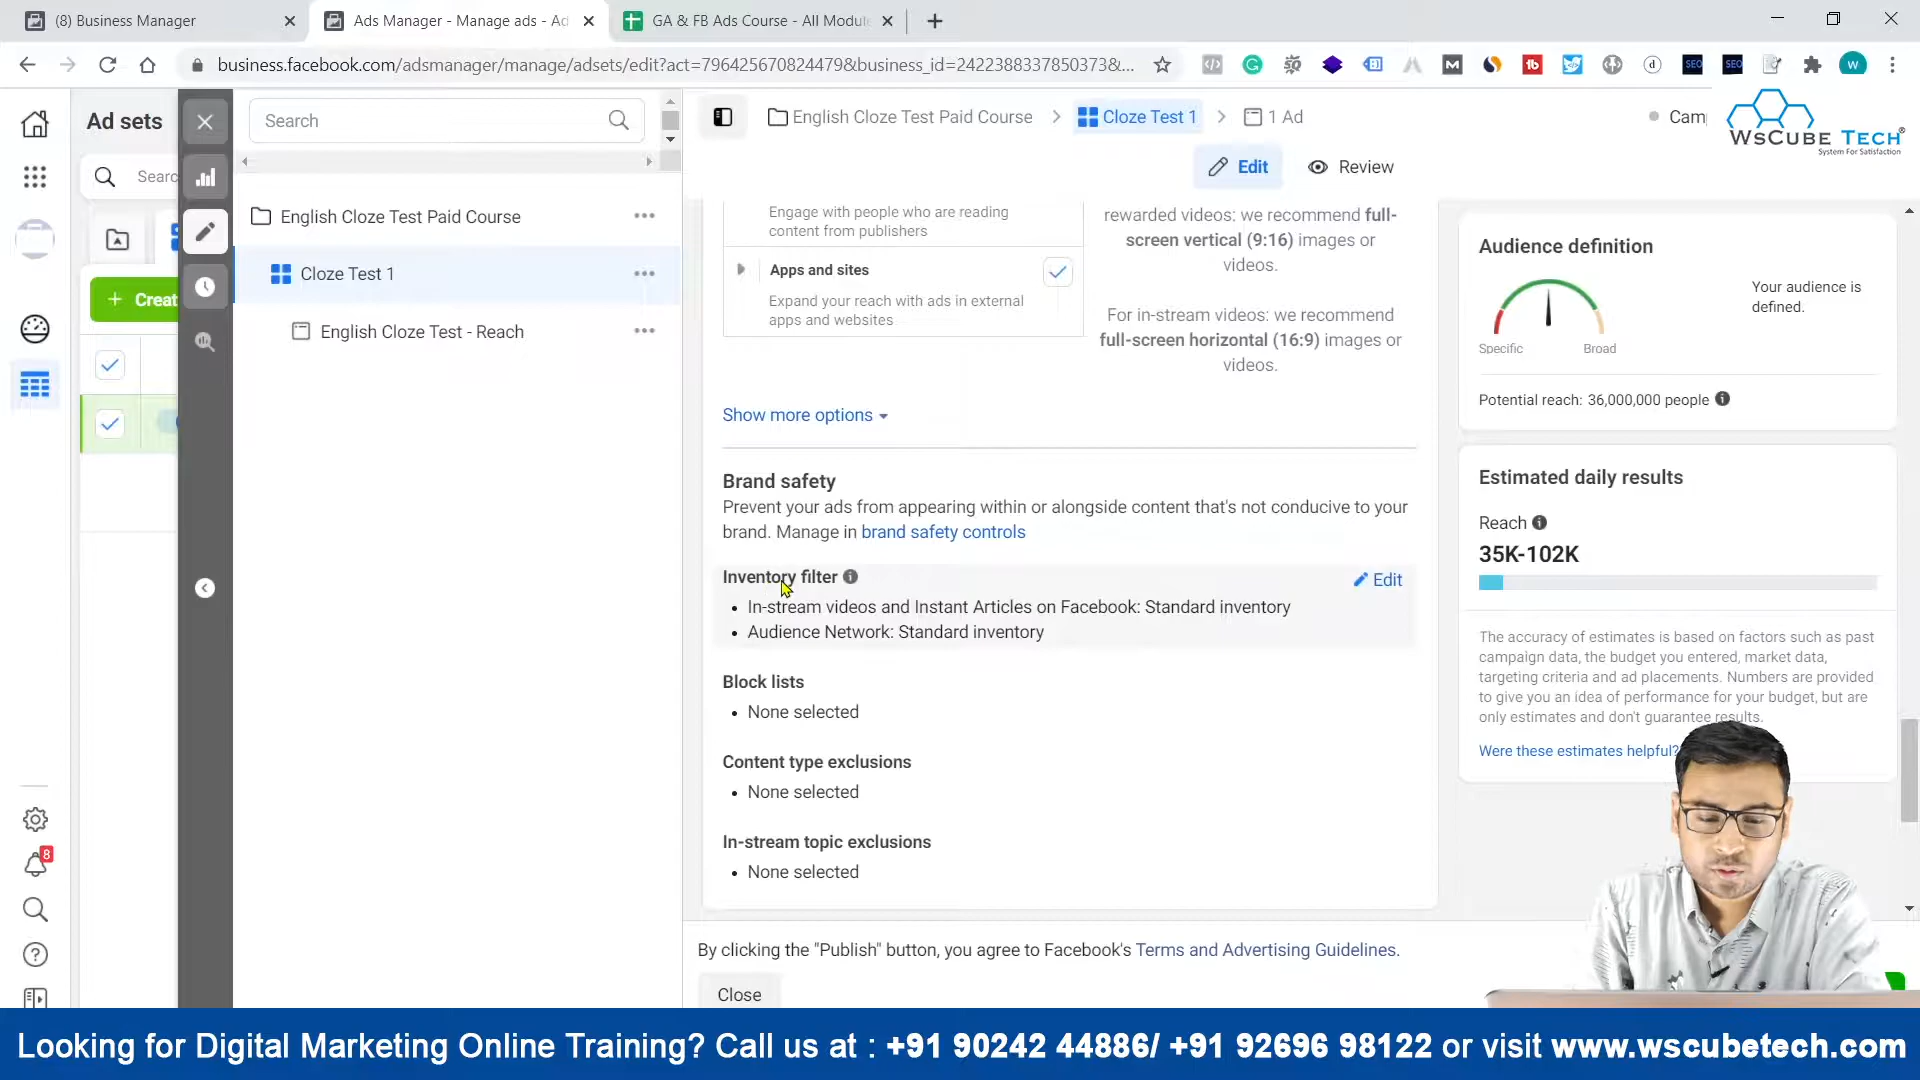 (8) Business Manager
Ads Manager - Manage ads - Ad
GA & FB Ads Course - All Module
business.facebook.com/adsmanager/manage/adsets/edit?act=796425670824479&business_id=2422388337850373&...
Ad sets
Search
English Cloze Test Paid Course
Cloze Test 1
1 Ad
Camp
WsCube Tech®
System For Satisfaction
Edit
Review
Searc
Creat
English Cloze Test Paid Course
Cloze Test 1
English Cloze Test - Reach
Engage with people who are reading
content from publishers
Apps and sites
Expand your reach with ads in external
apps and websites
rewarded videos: we recommend full-
screen vertical (9:16) images or
videos.
For in-stream videos: we recommend
full-screen horizontal (16:9) images or
videos.
Show more options
Brand safety
Prevent your ads from appearing within or alongside content that's not conducive to your
brand. Manage in brand safety controls
Inventory filter
Edit
• In-stream videos and Instant Articles on Facebook: Standard inventory
• Audience Network: Standard inventory
Block lists
• None selected
Content type exclusions
• None selected
In-stream topic exclusions
• None selected
Audience definition
Your audience is
defined.
Specific
Broad
Potential reach: 36,000,000 people
Estimated daily results
Reach
35K-102K
The accuracy of estimates is based on factors such as past
campaign data, the budget you entered, market data,
targeting criteria and ad placements. Numbers are provided
to give you an idea of performance for your budget, but are
only estimates and don't guarantee results.
Were these estimates helpful?
8
By clicking the "Publish" button, you agree to Facebook's Terms and Advertising Guidelines.
Close
Looking for Digital Marketing Online Training? Call us at : +91 90242 44886/ +91 92696 98122 or visit www.wscubetech.com